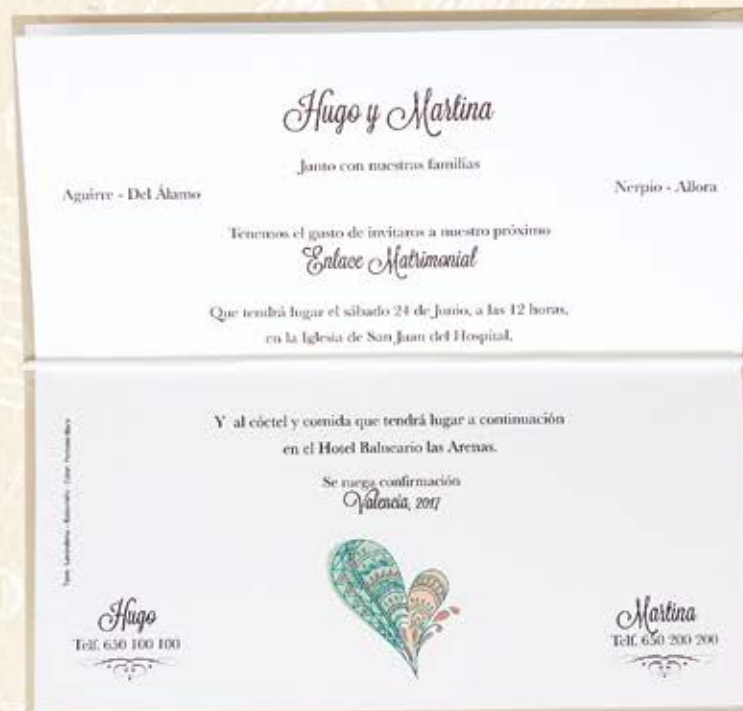 Hugo y Martina
Junto con nuestras familias
Aguirre - Del Álamo
Nerpio - Allora
Tenemos el gusto de invitaros a nuestro próximo
Enlace Matrimonial
Que tendrá lugar el sábado 24 de Junio, a las 12 horas,
en la Iglesia de San Juan del Hospital.
Y al cóctel y comida que tendrá lugar a continuación
en el Hotel Balneario las Arenas.
Se ruega confirmación
Valencia, 2017
Hugo
Telf. 650 100 100
Martina
Telf. 650 200 200